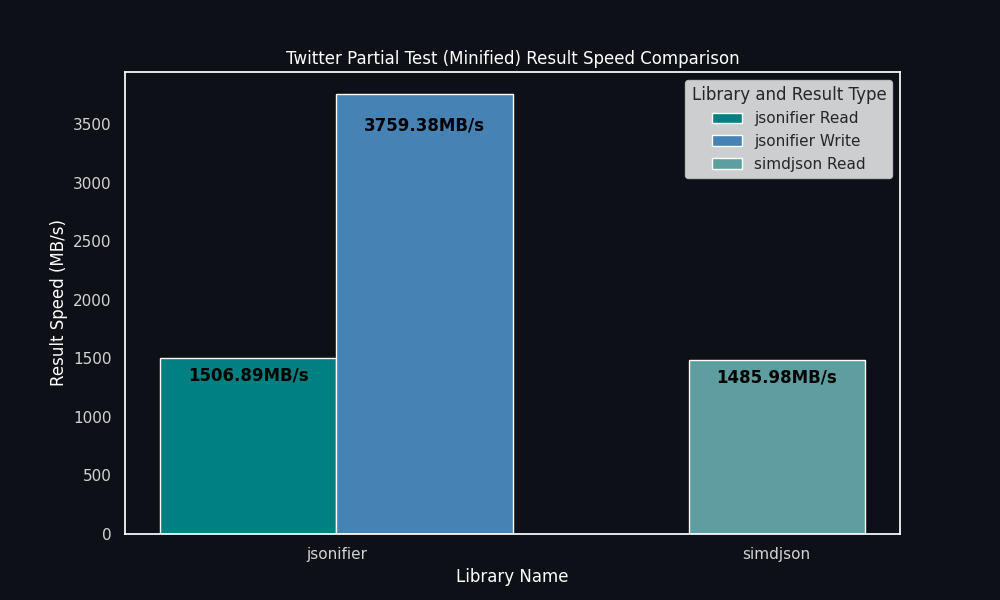 Twitter Partial Test (Minified) Result Speed Comparison
Library and Result Type
jsonifier Read
jsonifier Write
simdjson Read
3759.38MB/s
1506.89MB/s
1485.98MB/s
Result Speed (MB/s)
3500
3000
2500
2000
1500
1000
500
0
jsonifier
simdjson
Library Name